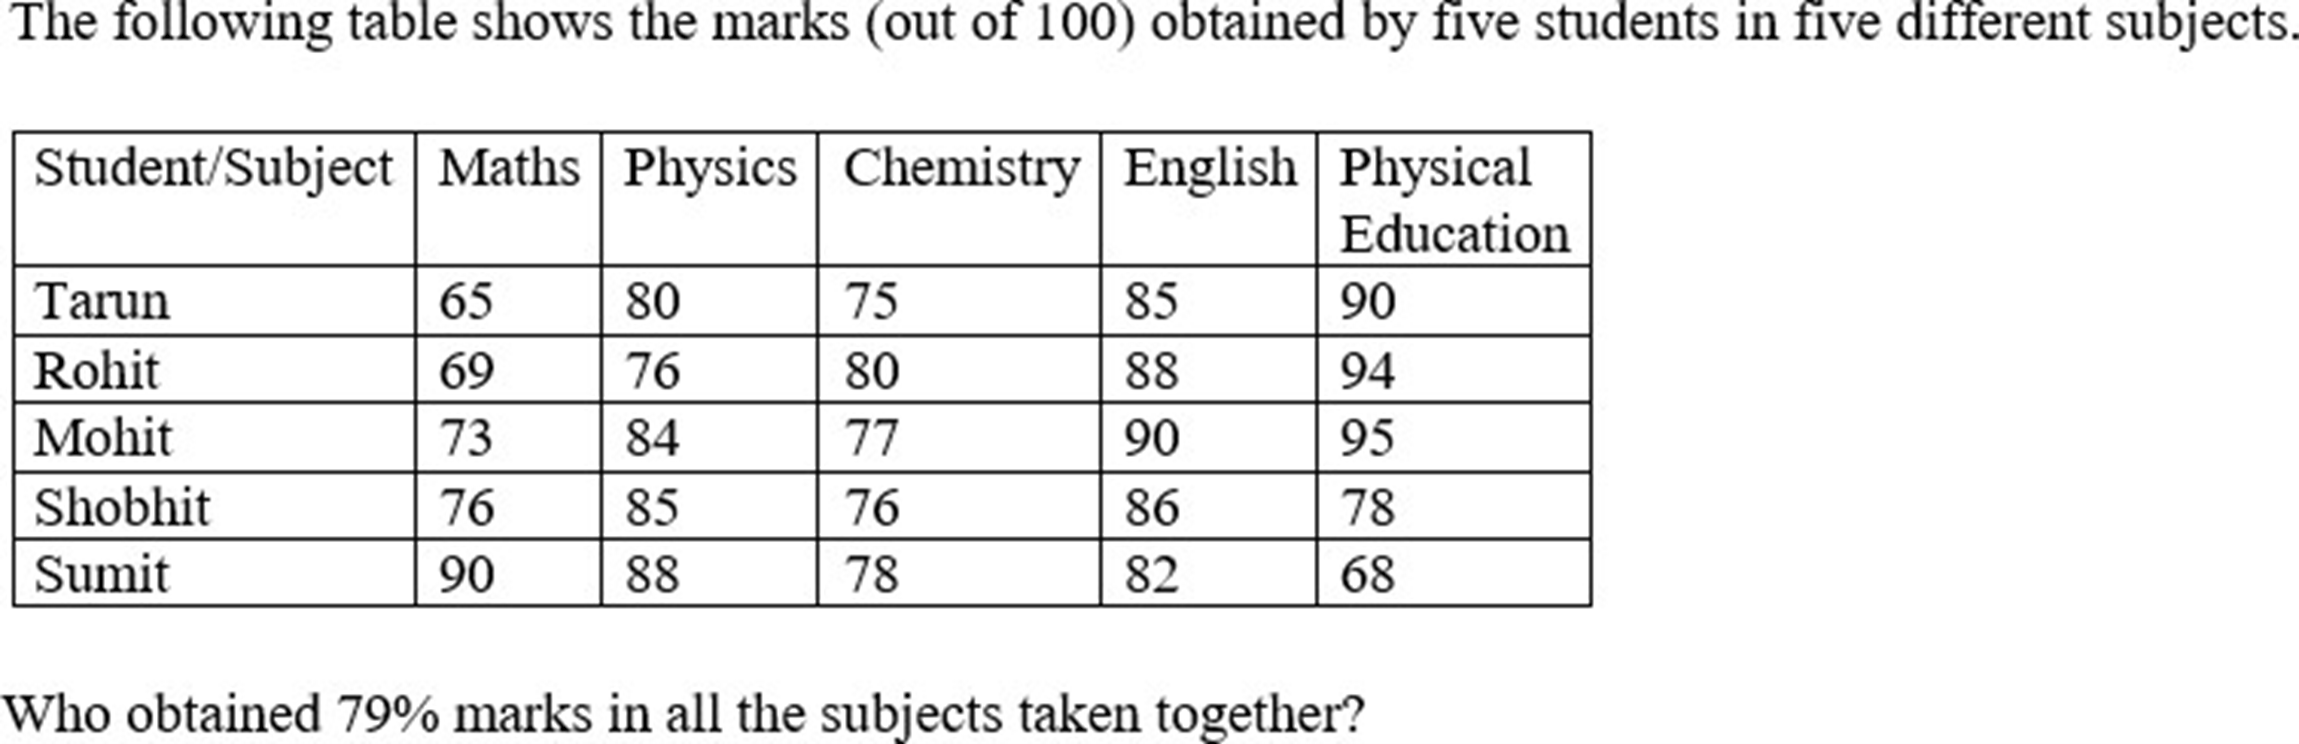 The following table shows the marks (out of 100) obtained by five students in five different subjects.
Student/Subject Maths Physics Chemistry English Physical Education
Tarun 65 80 75 85 90
Rohit 69 76 80 88 94
Mohit 73 84 77 90 95
Shobhit 76 85 76 86 78
Sumit 90 88 78 82 68
Who obtained 79% marks in all the subjects taken together?